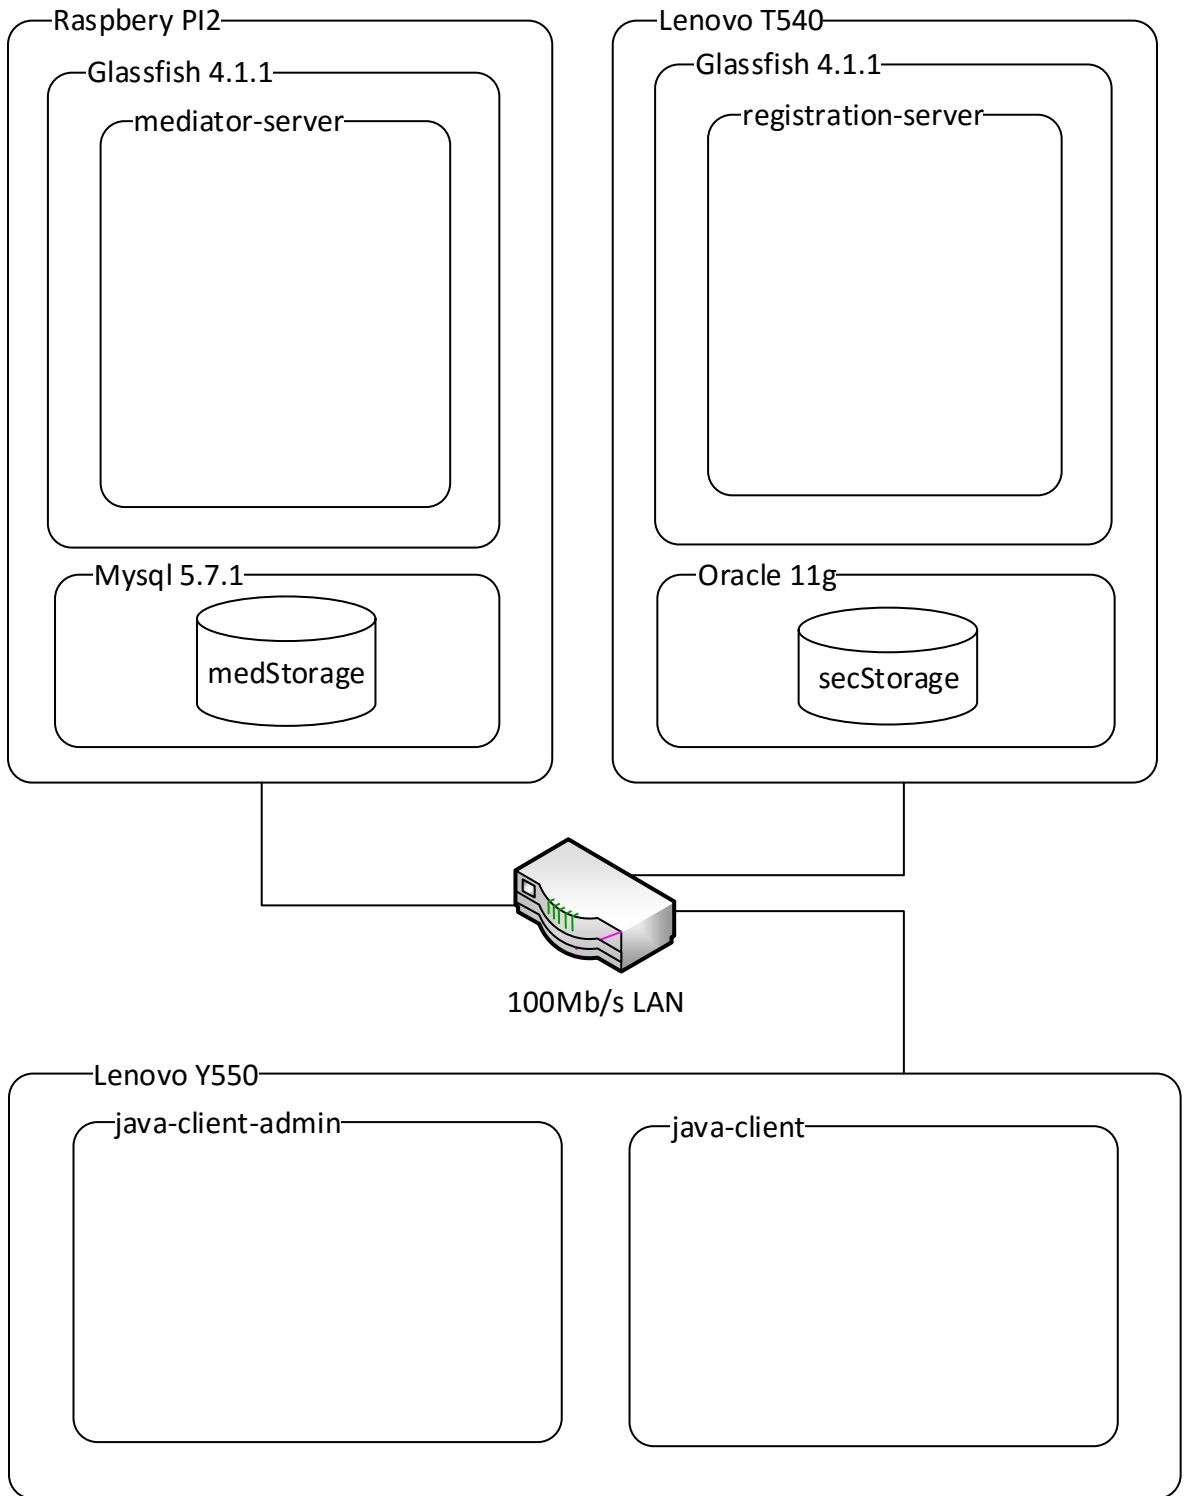 Raspbery PI2
Glassfish 4.1.1
mediator-server
Mysql 5.7.1
medStorage
Lenovo T540
Glassfish 4.1.1
registration-server
Oracle 11g
secStorage
100Mb/s LAN
Lenovo Y550
java-client-admin
java-client